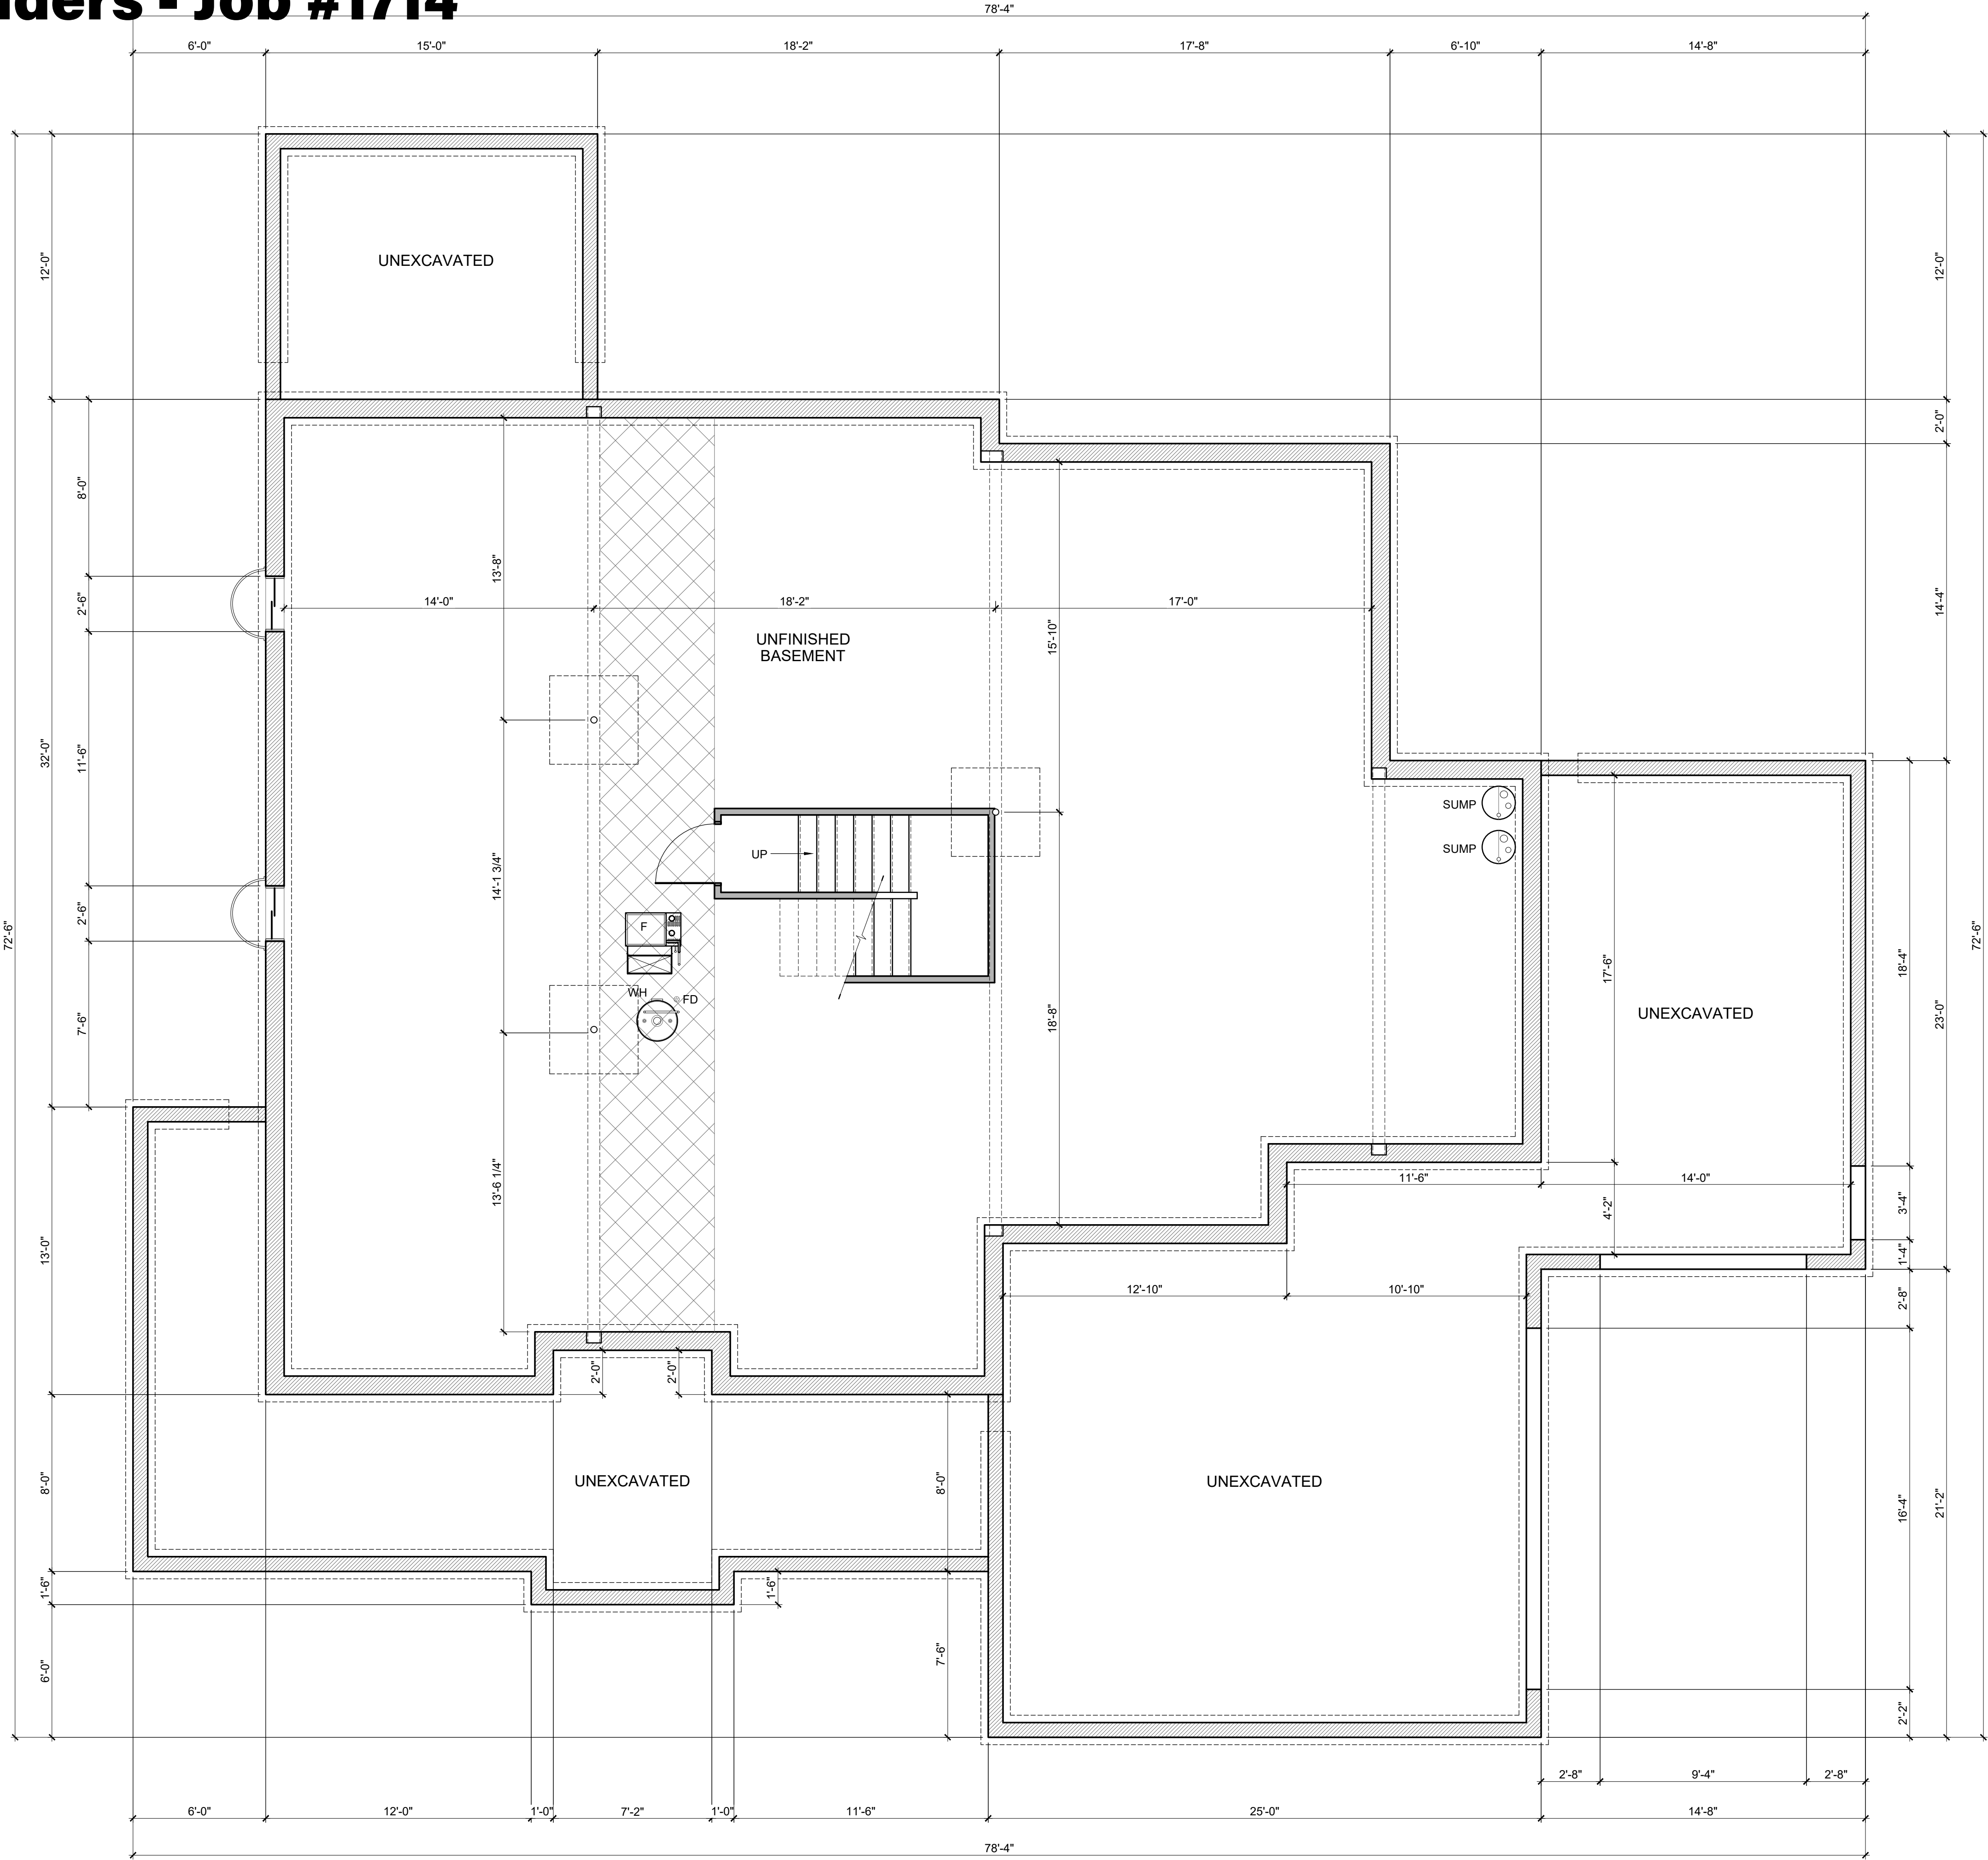 ders - Job #1714
78'-4"
6'-0" 15'-0" 18'-2" 17'-8" 6'-10" 14'-8"
UNEXCAVATED
12'-0"
12'-0"
2'-0"
8'-0"
13'-8"
14'-4"
2'-6"
14'-0" 18'-2" 17'-0"
15'-10"
UNFINISHED
BASEMENT
32'-0"
11'-6"
SUMP
SUMP
UP
14'-1 3/4"
2'-6"
F
72'-6"
72'-6"
17'-6"
18'-4"
WH
FD
7'-6"
18'-8"
UNEXCAVATED
23'-0"
13'-6 1/4"
11'-6" 14'-0"
4'-2"
3'-4"
1'-4"
13'-0"
12'-10" 10'-10"
2'-8"
2'-0"
2'-0"
UNEXCAVATED
UNEXCAVATED
8'-0"
8'-0"
16'-4"
21'-2"
1'-6"
1'-6"
6'-0"
7'-6"
2'-2"
2'-8" 9'-4" 2'-8"
6'-0" 12'-0" 1'-0" 7'-2" 1'-0" 11'-6" 25'-0" 14'-8"
78'-4"